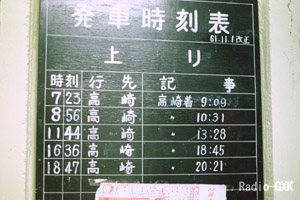 発車時刻表
61.11.1改正
上り
時刻 行先 記事
7 23 高崎 高崎着 9:09
8 56 高崎 〃 10:31
11 44 高崎 〃 13:28
16 36 高崎 〃 18:45
18 47 高崎 〃 20:21
Radio-GXK